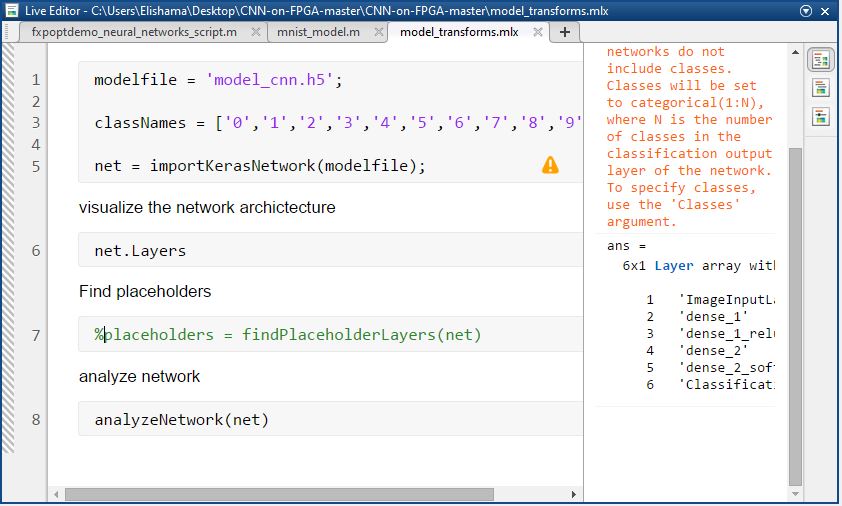 Live Editor - C:\Users\Elishama\Desktop\CNN-on-FPGA-master\CNN-on-FPGA-master\model_transforms.mlx
fxpoptdemo_neural_networks_script.m
mnist_model.m
model_transforms.mlx
1 modelfile = 'model_cnn.h5';
2
3 classNames = ['0','1','2','3','4','5','6','7','8','9'
4
5 net = importKerasNetwork(modelfile);
visualize the network archictecture
6 net.Layers
Find placeholders
7 %placeholders = findPlaceholderLayers(net)
analyze network
8 analyzeNetwork(net)
networks do not
include classes.
Classes will be set
to categorical(1:N),
where N is the number
of classes in the
classification output
layer of the network.
To specify classes,
use the 'Classes'
argument.
ans =
6x1 Layer array with
1 'ImageInputLa
2 'dense_1'
3 'dense_1_relu
4 'dense_2'
5 'dense_2_soft
6 'Classificati